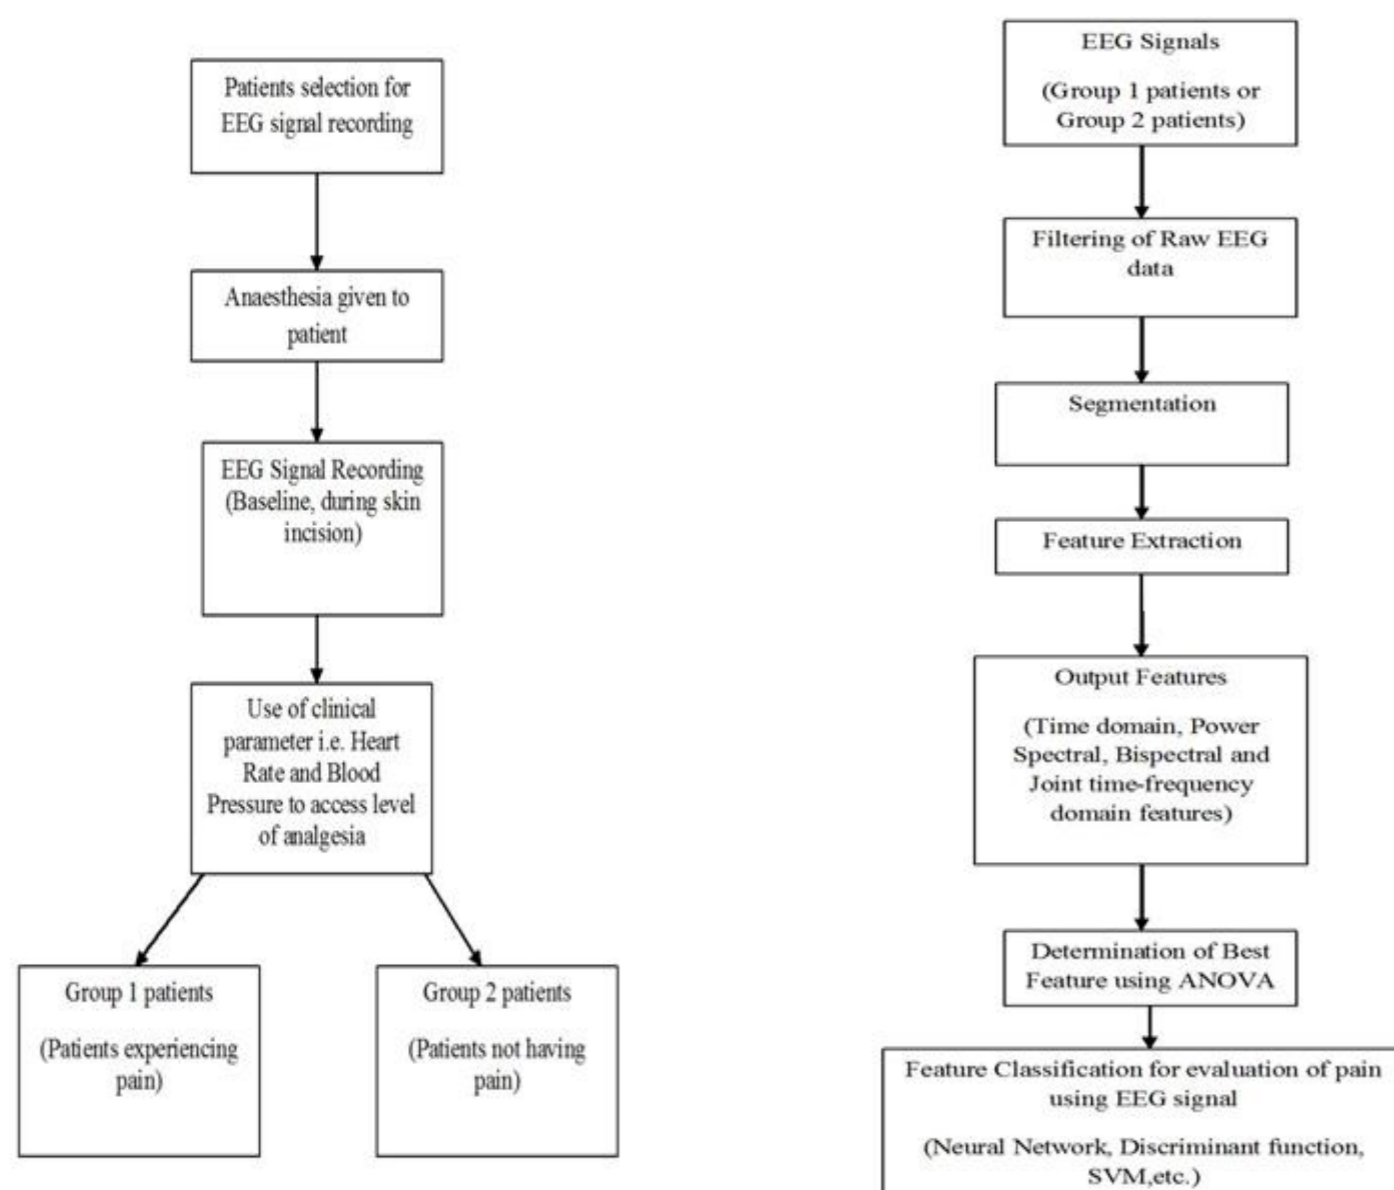 Patients selection for
EEG signal recording
Anaesthesia given to
patient
EEG Signal Recording
(Baseline, during skin
incision)
Use of clinical
parameter i.e. Heart
Rate and Blood
Pressure to access level
of analgesia
Group 1 patients
(Patients experiencing
pain)
Group 2 patients
(Patients not having
pain)
EEG Signals
(Group 1 patients or
Group 2 patients)
Filtering of Raw EEG
data
Segmentation
Feature Extraction
Output Features
(Time domain, Power
Spectral, Bispectral and
Joint time-frequency
domain features)
Determination of Best
Feature using ANOVA
Feature Classification for evaluation of pain
using EEG signal
(Neural Network, Discriminant function,
SVM,etc.)